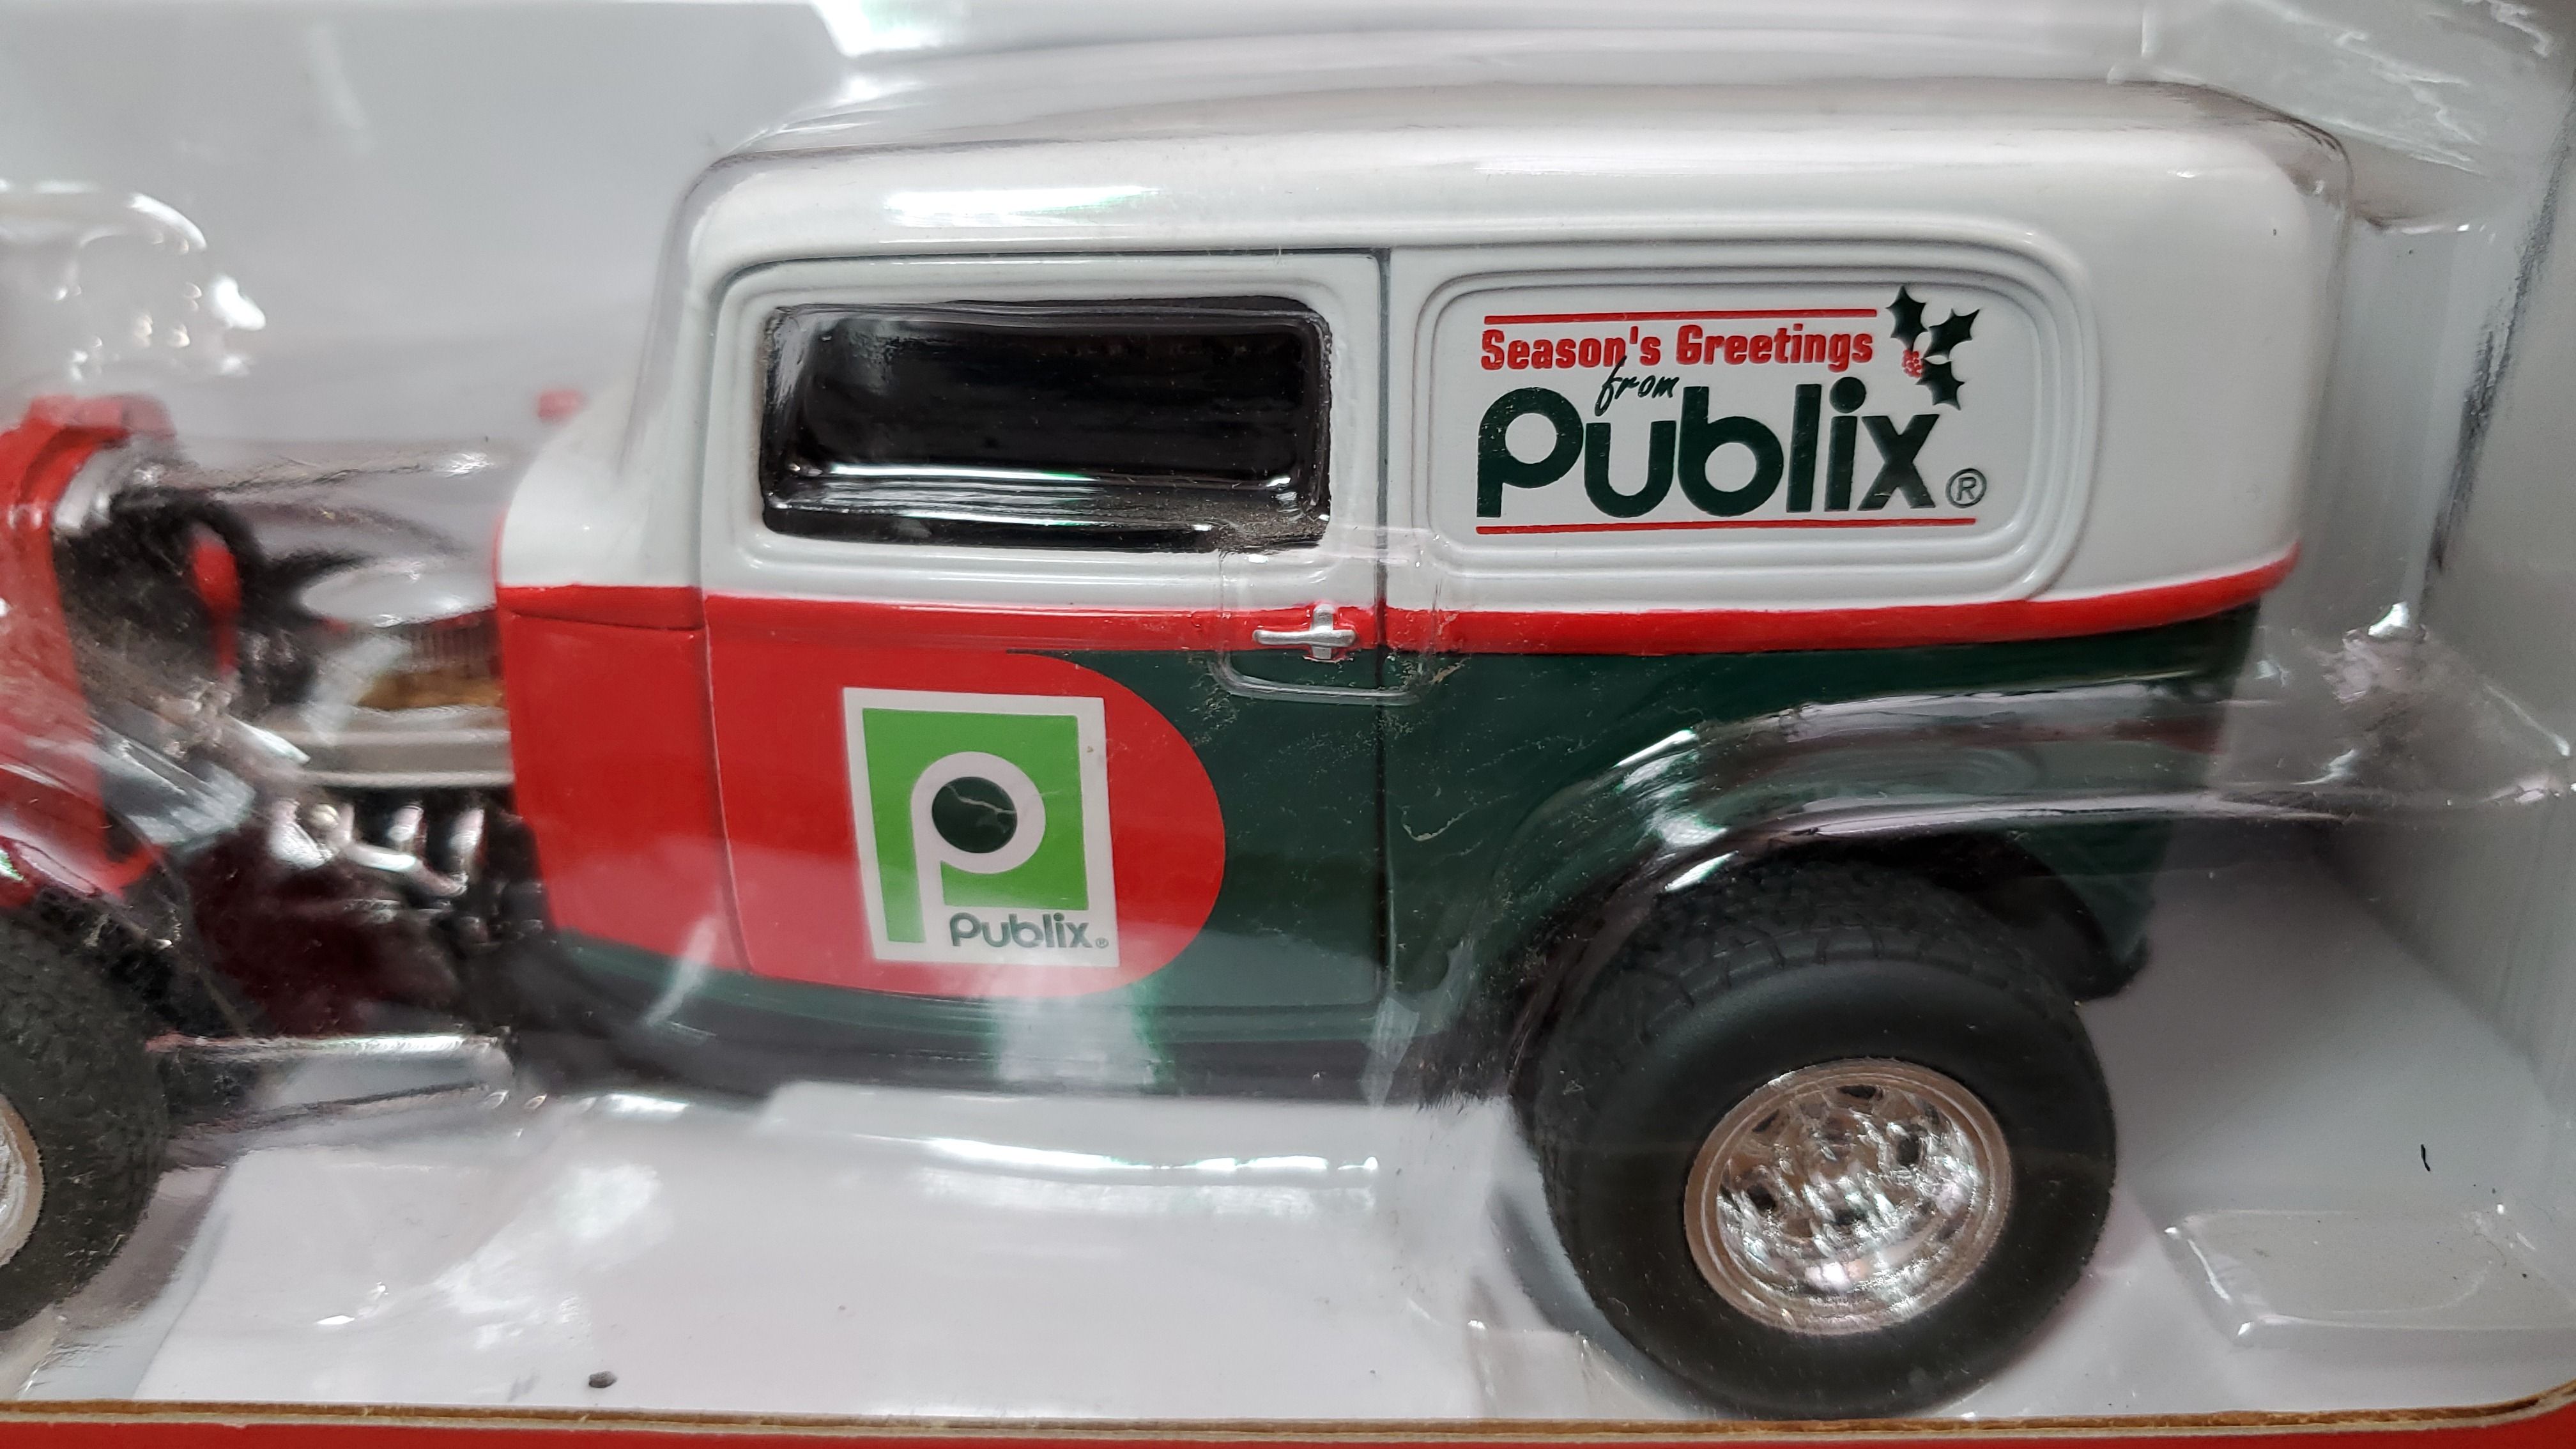 Season's Greetings
from
Publix®
P
Publix®